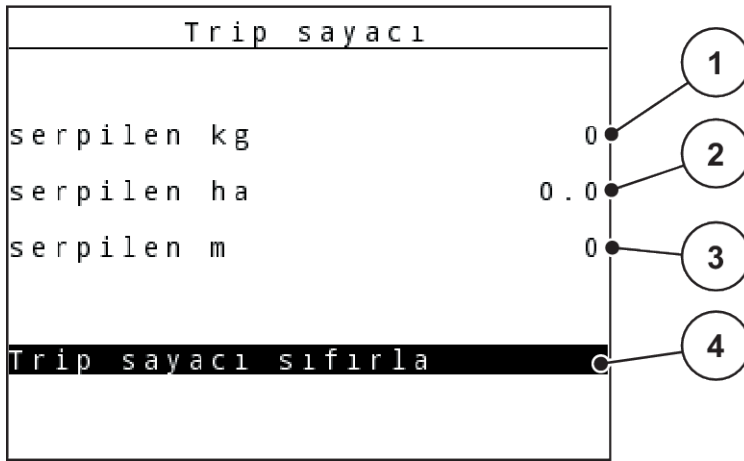 Trip sayacı
serpilen kg 0 1
serpilen ha 0.0 2
serpilen m 0 3
Trip sayacı sıfırla 4